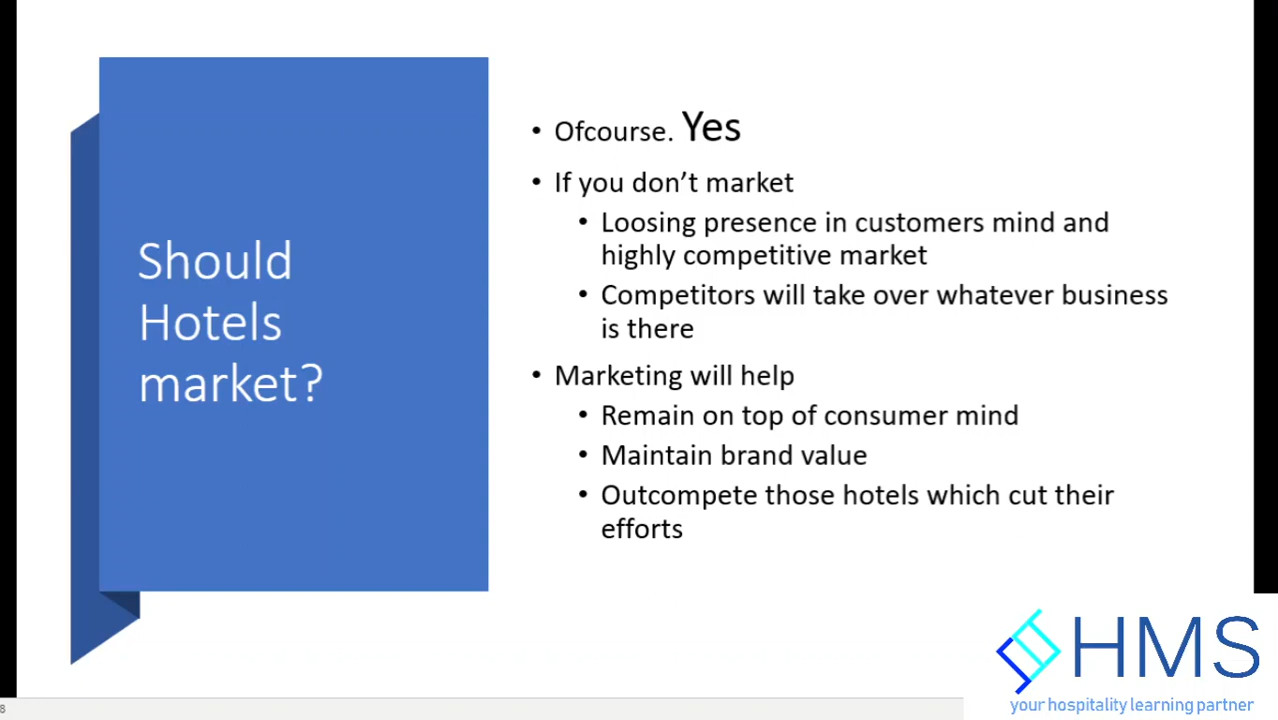 Should
Hotels
market?
• Ofcourse. Yes
• If you don’t market
• Loosing presence in customers mind and
highly competitive market
• Competitors will take over whatever business
is there
• Marketing will help
• Remain on top of consumer mind
• Maintain brand value
• Outcompete those hotels which cut their
efforts
HMS
your hospitality learning partner
8